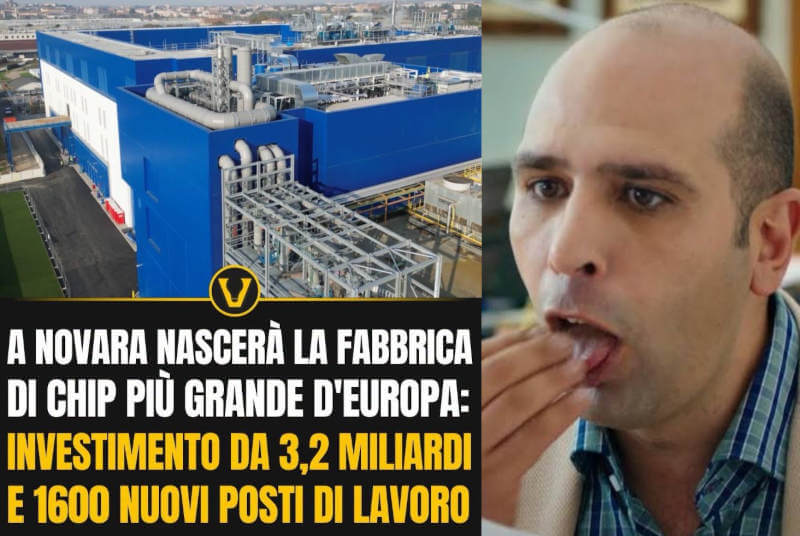 A NOVARA NASCERÀ LA FABBRICA
DI CHIP PIÙ GRANDE D'EUROPA:
INVESTIMENTO DA 3,2 MILIARDI
E 1600 NUOVI POSTI DI LAVORO